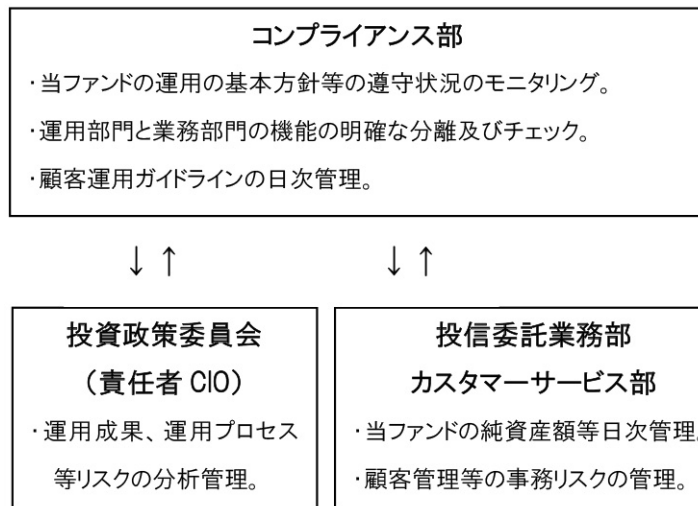 コンプライアンス部
・当ファンドの運用の基本方針等の遵守状況のモニタリング。
・運用部門と業務部門の機能の明確な分離及びチェック。
・顧客運用ガイドラインの日次管理。
↓ ↑ ↓ ↑
投資政策委員会
（責任者 CIO）
・運用成果、運用プロセス
等リスクの分析管理。
投信委託業務部
カスタマーサービス部
・当ファンドの純資産額等日次管理。
・顧客管理等の事務リスクの管理。